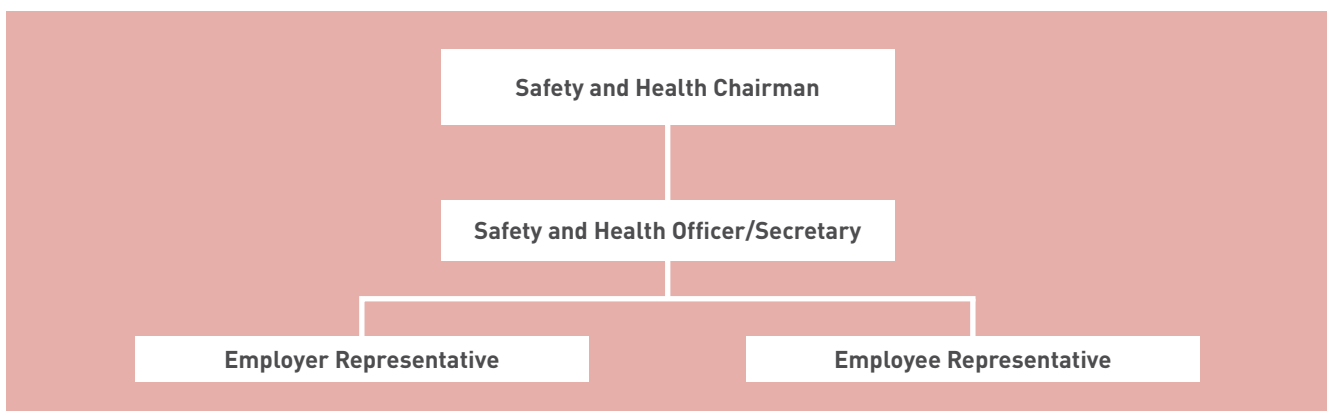 Safety and Health Chairman
Safety and Health Officer/Secretary
Employer Representative
Employee Representative